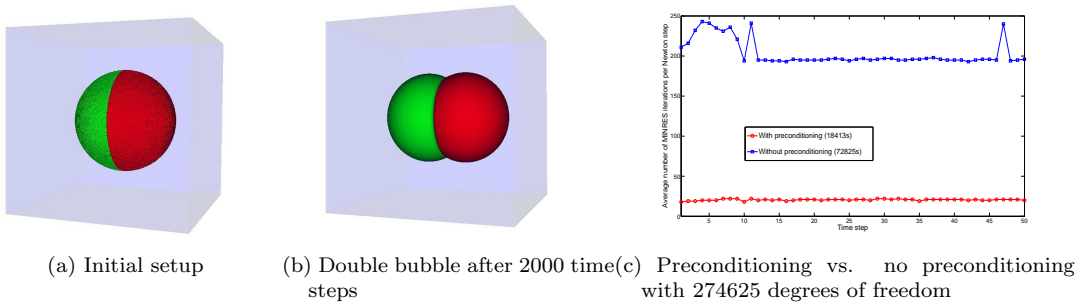 250
200
150
100
50
0
Average number of MINRES iterations per Newton step
With preconditioning (18413s)
Without preconditioning (72825s)
5 10 15 20 25 30 35 40 45 50
Time step
(a) Initial setup
(b) Double bubble after 2000 time
steps
(c) Preconditioning vs. no preconditioning
with 274625 degrees of freedom